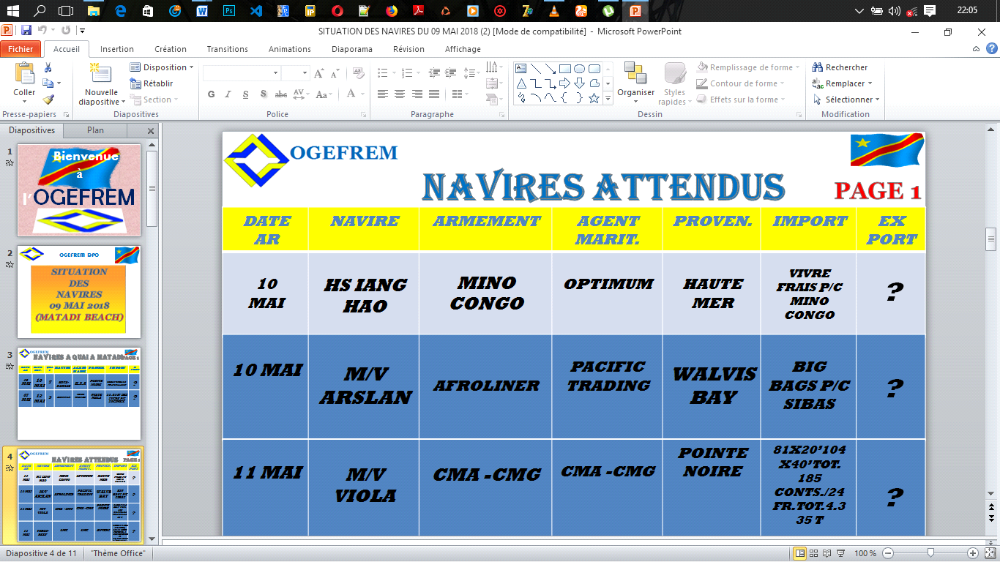 22:05
SITUATION DES NAVIRES DU 09 MAI 2018 (2) [Mode de compatibilité] - Microsoft PowerPoint
Fichier Accueil Insertion Création Transitions Animations Diaporama Révision Affichage
Coller
Presse-papiers
Nouvelle
diapositive
Disposition
Rétablir
Section
Diapositives
G I S S abc AV Aa A
Police
Paragraphe
Organiser
Styles
rapides
Remplissage de forme
Contour de forme
Effets sur la forme
Dessin
Rechercher
Remplacer
Sélectionner
Modification
Diapositives Plan
1
Bienvenue
à
l'OGEFREM
2
OGEFREM DPO
SITUATION
DES
NAVIRES
09 MAI 2018
(MATADI BEACH)
3
NAVIRES A QUAI A MATADI PAGE 1
4
OGEFREM
NAVIRES ATTENDUS PAGE 1
OGEFREM
NAVIRES ATTENDUS
PAGE 1
DATE
AR
NAVIRE
ARMEMENT
AGENT
MARIT.
PROVEN.
IMPORT
EX
PORT
10
MAI
HS IANG
HAO
MINO
CONGO
OPTIMUM
HAUTE
MER
VIVRE
FRAIS P/C
MINO
CONGO
?
10 MAI
M/V
ARSLAN
AFROLINER
PACIFIC
TRADING
WALVIS
BAY
BIG
BAGS P/C
SIBAS
?
11 MAI
M/V
VIOLA
CMA -CMG
CMA -CMG
POINTE
NOIRE
81X20’104
X40’TOT.
185
CONTS./24
FR.TOT.4.3
35 T
?
Diapositive 4 de 11 "Thème Office" 100 %